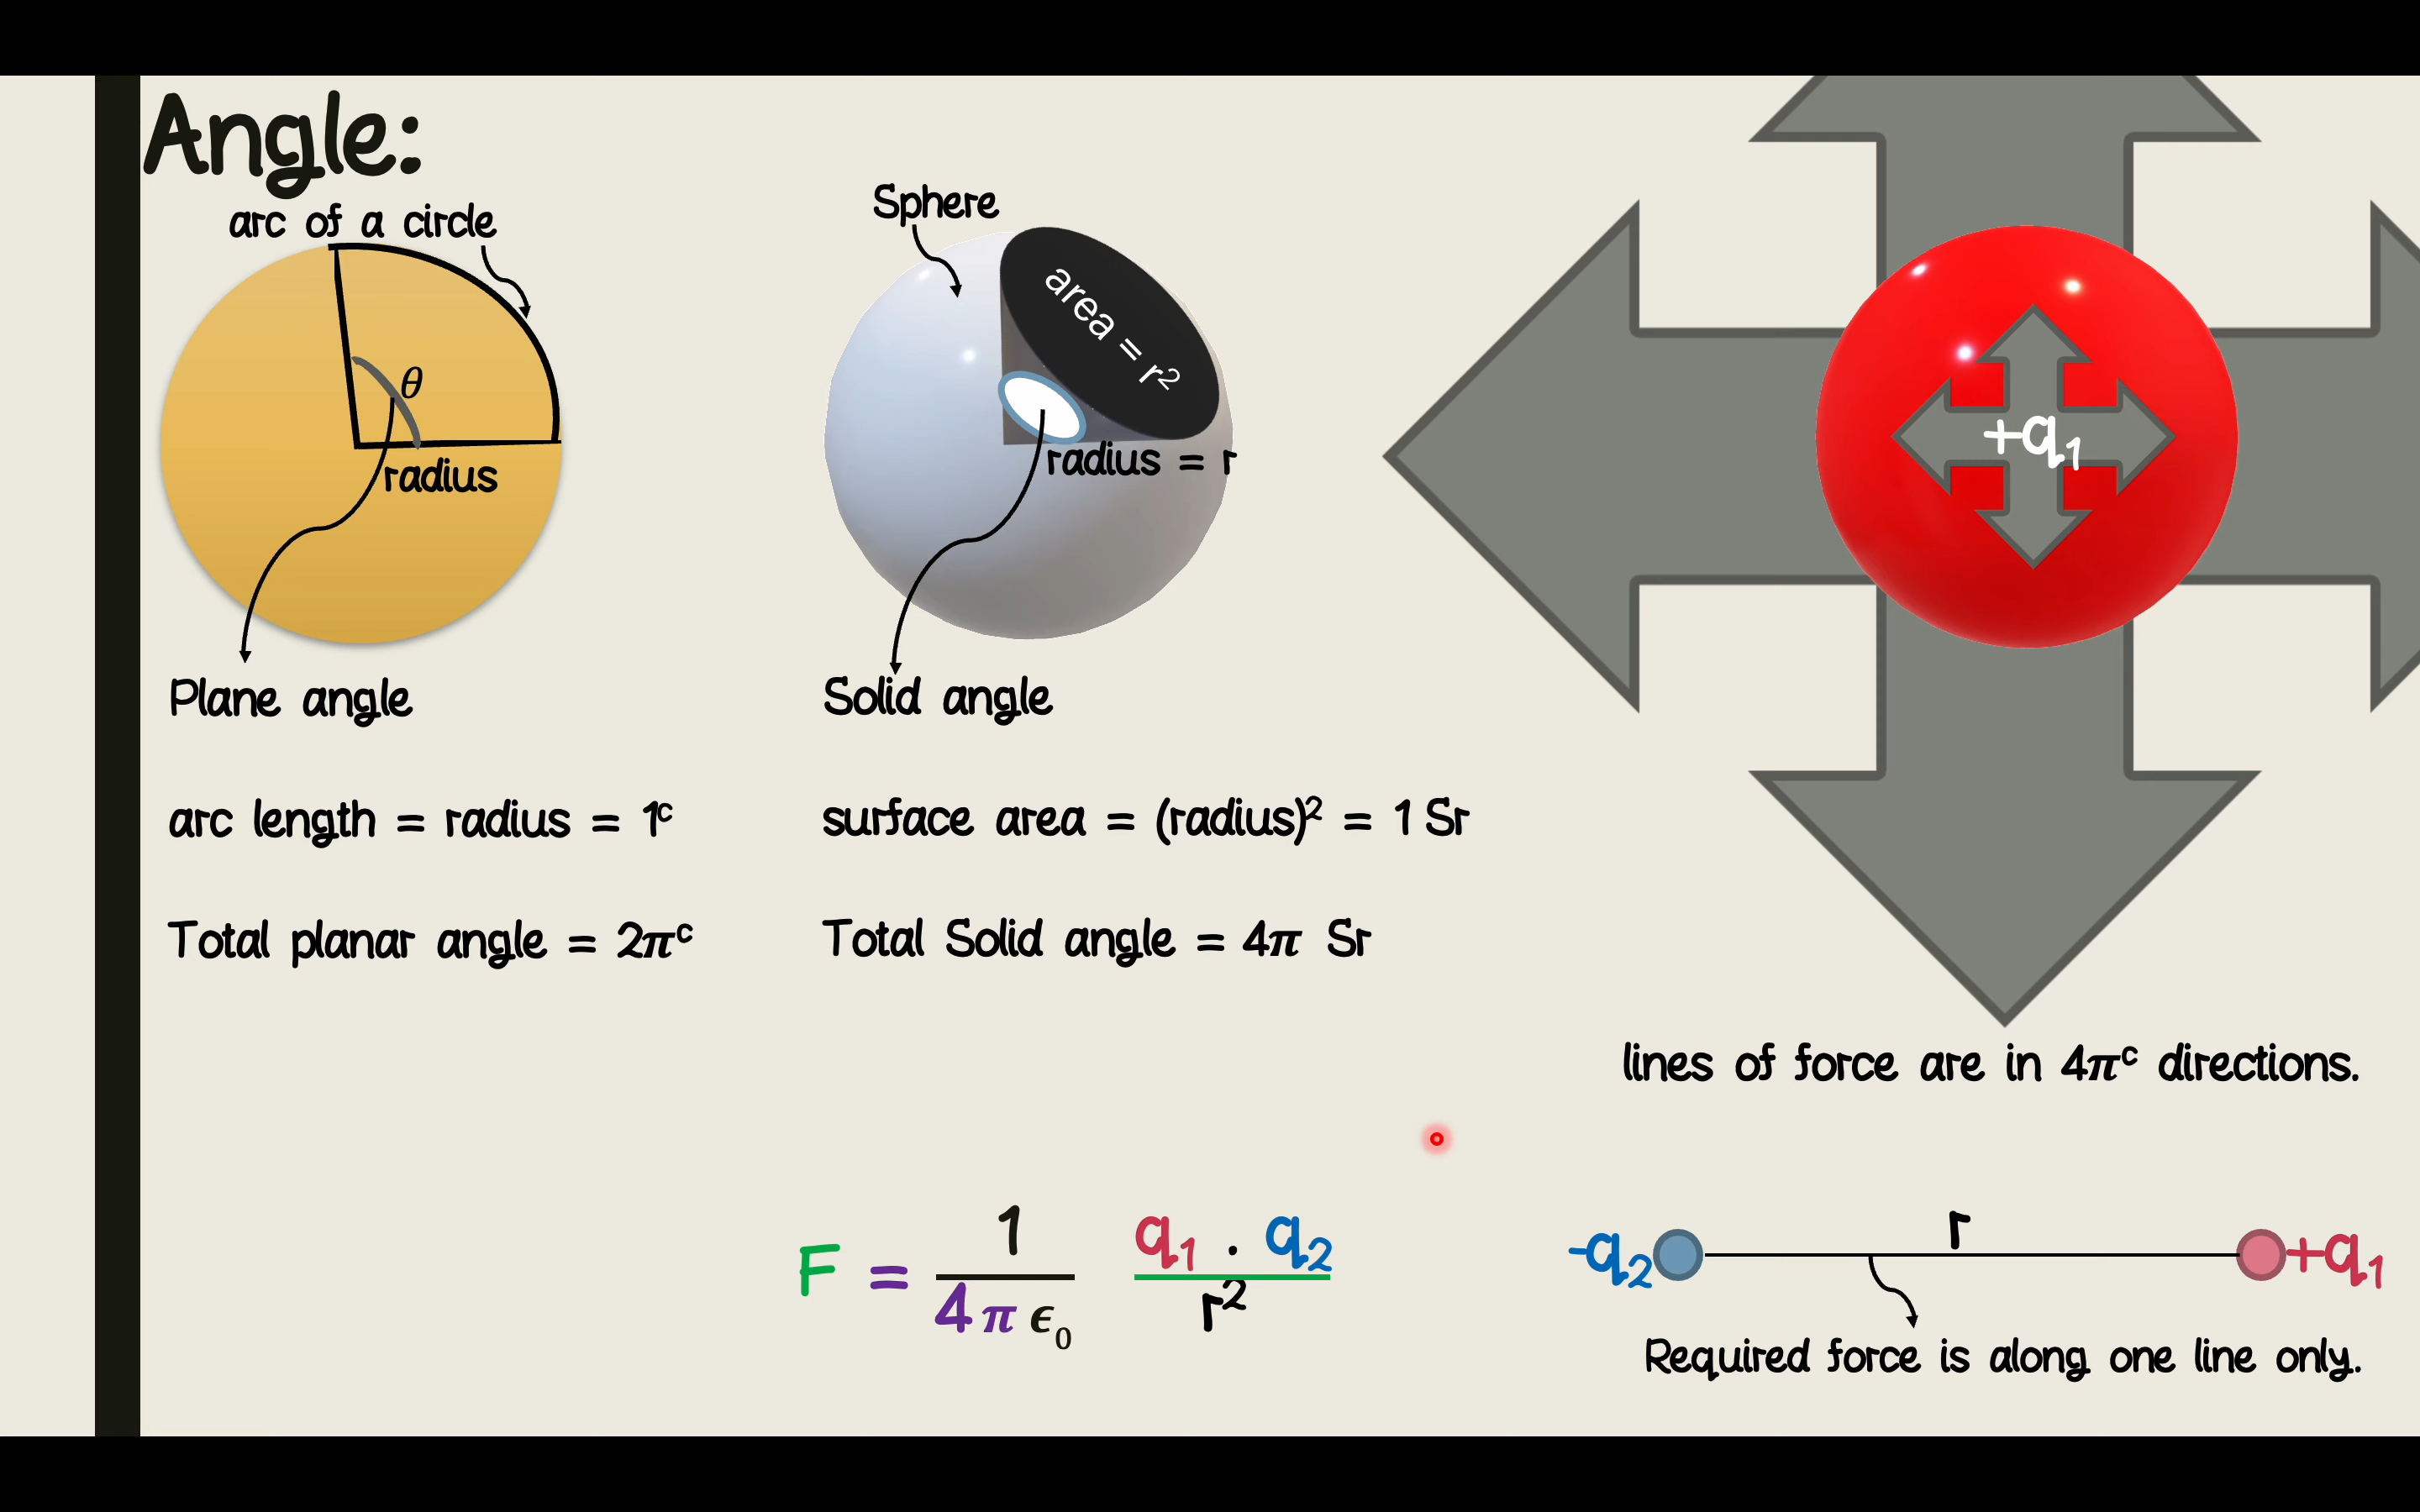 Angle:
arc of a circle
θ
radius
Plane angle
arc length = radius = 1ᶜ
Total planar angle = 2πᶜ
Sphere
area = r²
radius = r
Solid angle
surface area = (radius)² = 1 Sr
Total Solid angle = 4π Sr
+q₁
lines of force are in 4πᶜ directions.
F = 1 / 4π ϵ₀ q₁ . q₂ / r²
-q₂ r +q₁
Required force is along one line only.